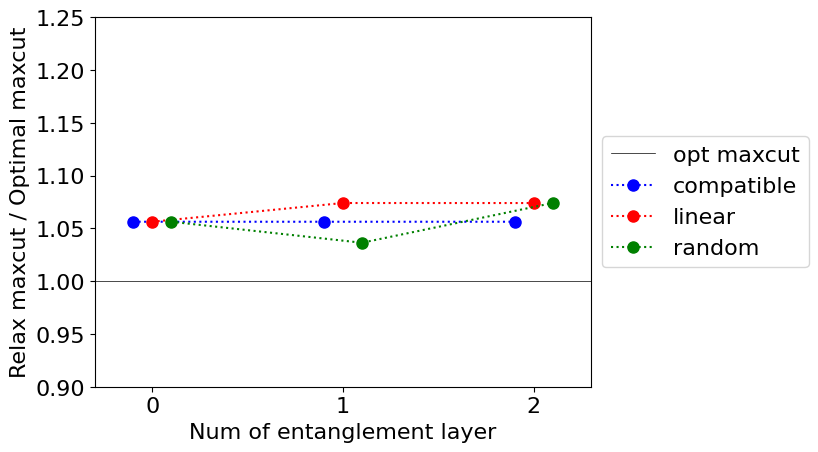 Relax maxcut / Optimal maxcut
1.25
1.20
1.15
1.10
1.05
1.00
0.95
0.90
0
1
2
Num of entanglement layer
opt maxcut
compatible
linear
random